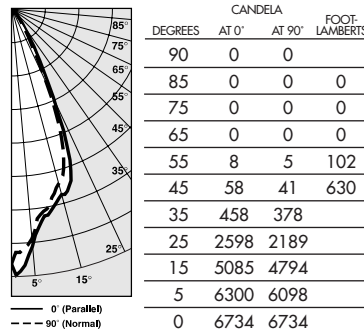 85°
75°
65°
55°
45°
35°
25°
15°
5°
0° (Parallel)
90° (Normal)
CANDELA
DEGREES AT 0° AT 90° FOOT-LAMBERTS
90 0 0
85 0 0 0
75 0 0 0
65 0 0 0
55 8 5 102
45 58 41 630
35 458 378
25 2598 2189
15 5085 4794
5 6300 6098
0 6734 6734